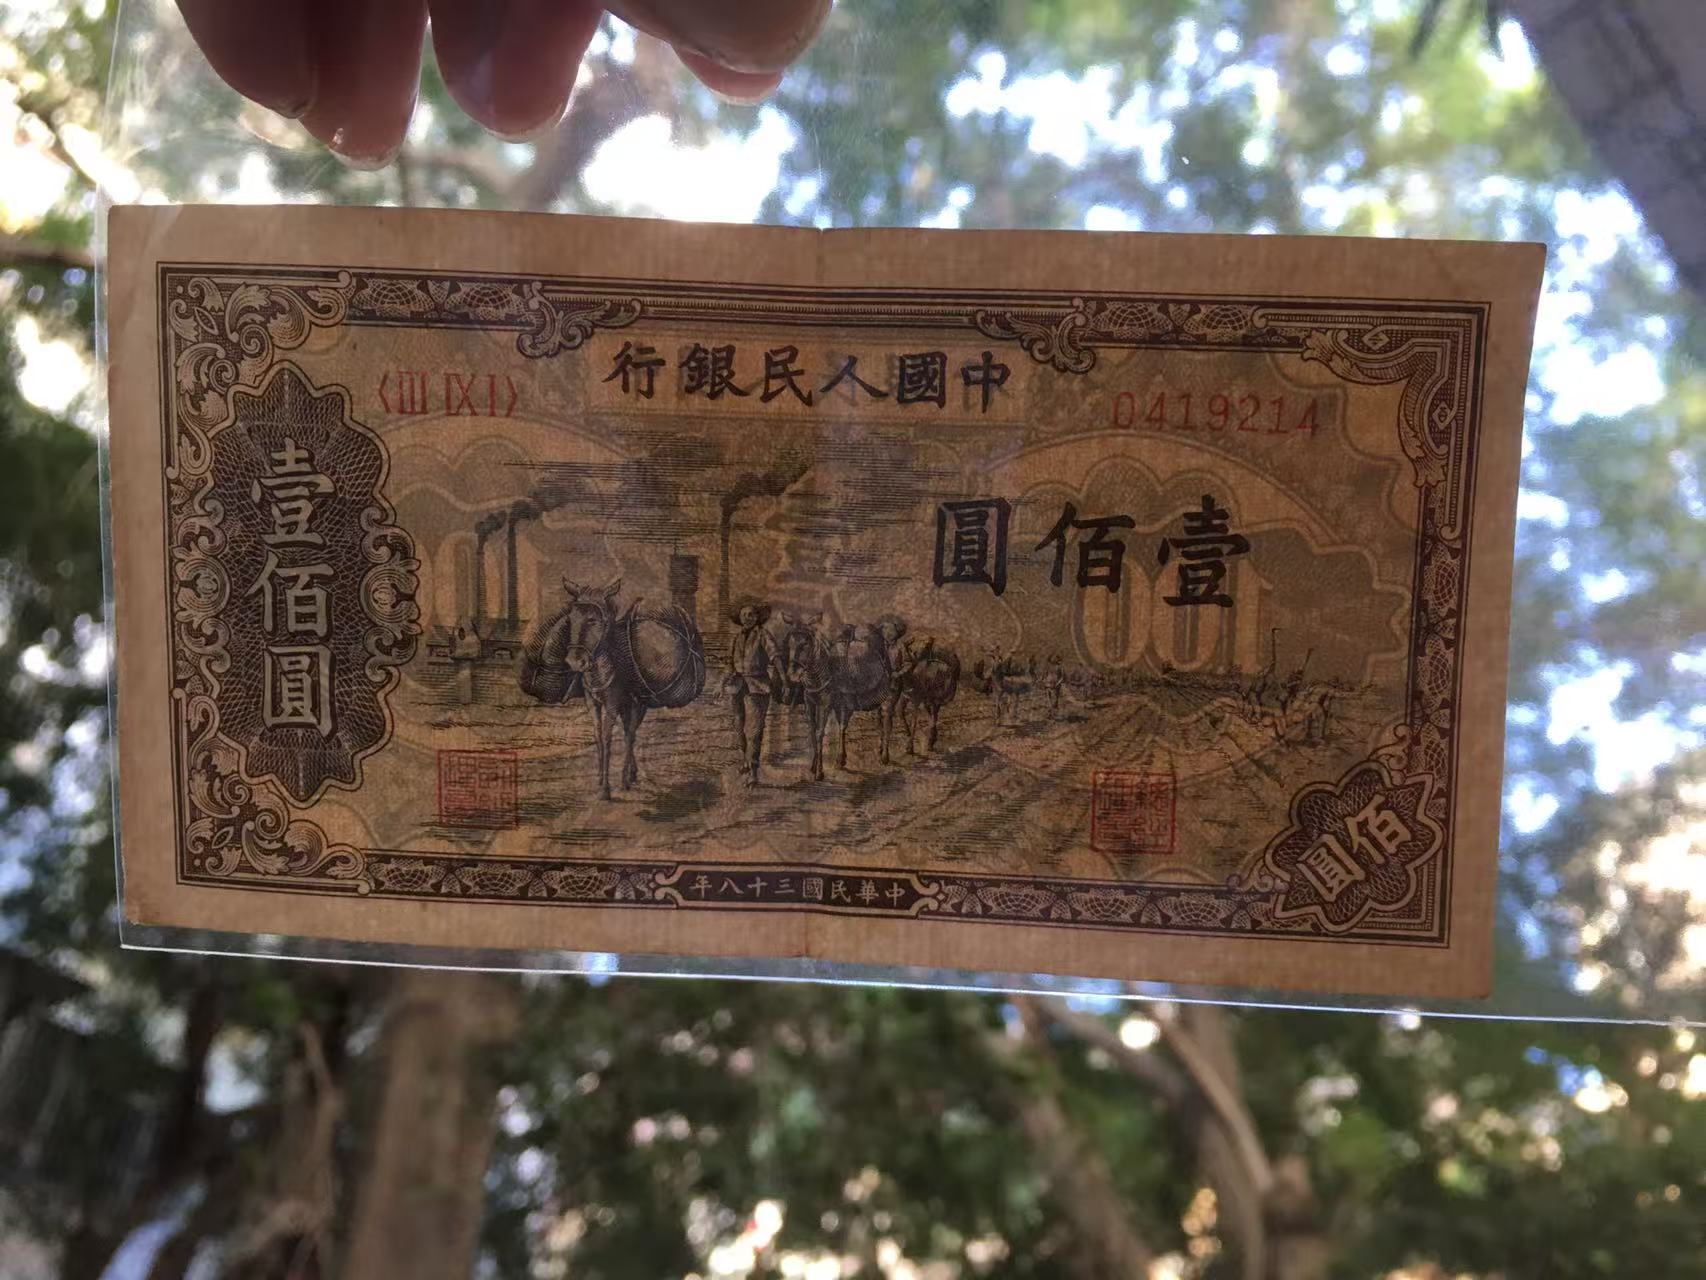 中國人民銀行
〈III IX I〉
0419214
壹佰圓
壹佰圓
佰圓
中華民國三十八年